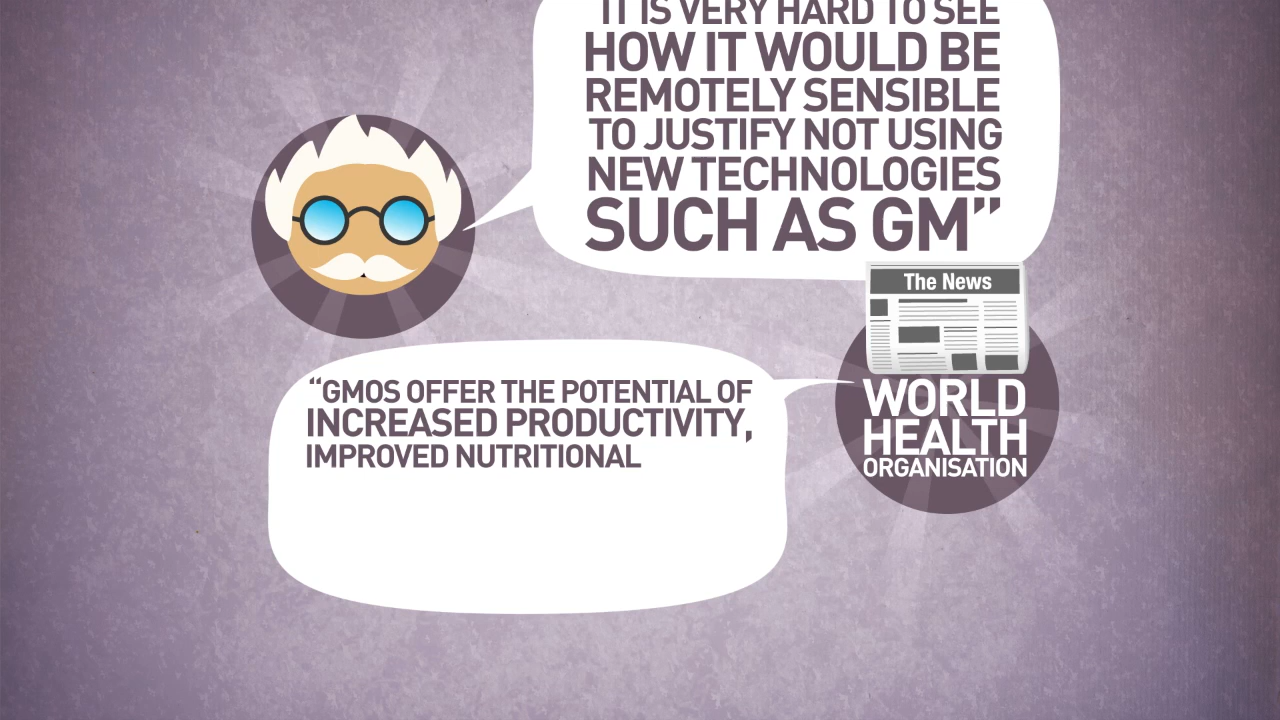 IT IS VERY HARD TO SEE
HOW IT WOULD BE
REMOTELY SENSIBLE
TO JUSTIFY NOT USING
NEW TECHNOLOGIES
SUCH AS GM”
The News
“GMOS OFFER THE POTENTIAL OF
INCREASED PRODUCTIVITY,
IMPROVED NUTRITIONAL
WORLD
HEALTH
ORGANISATION